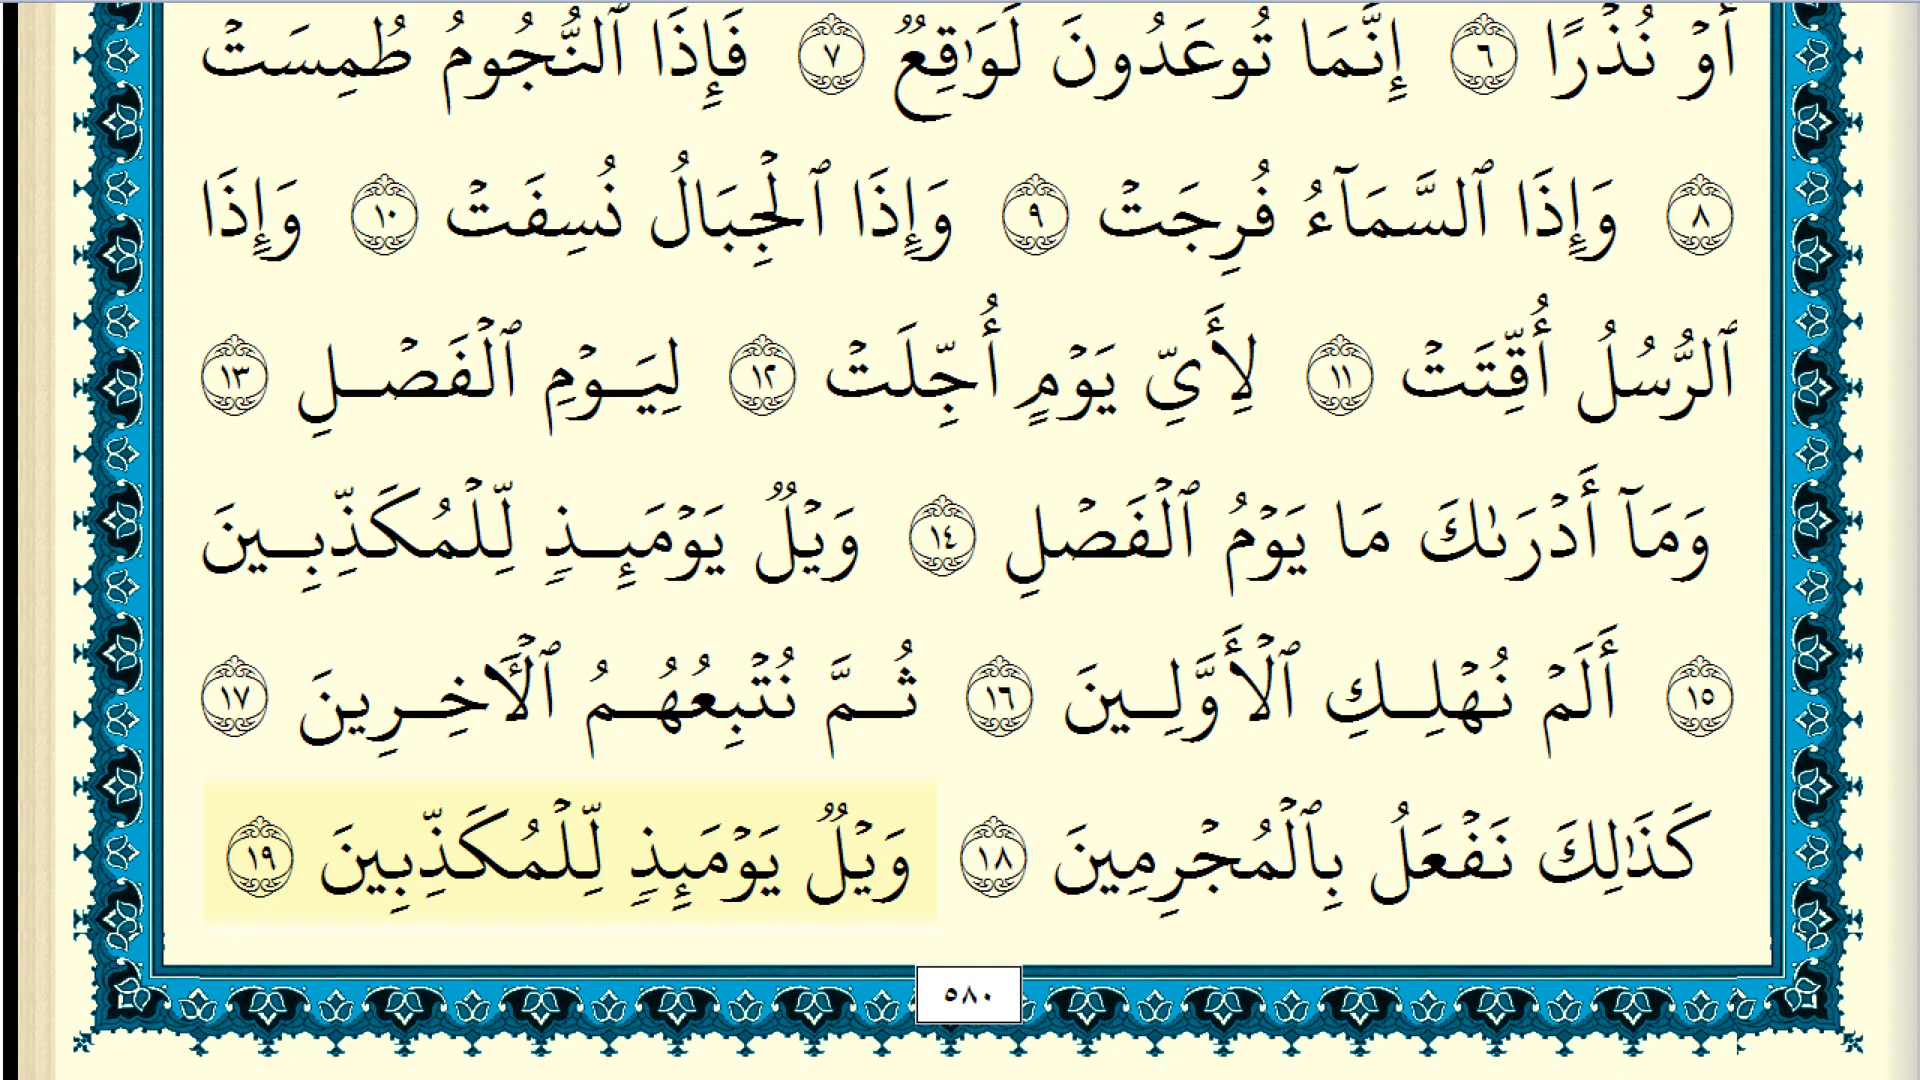 أَوۡ نُذۡرًا ٦ إِنَّمَا تُوعَدُونَ لَوَٰقِعٞ ٧ فَإِذَا ٱلنُّجُومُ طُمِسَتۡ
٨ وَإِذَا ٱلسَّمَآءُ فُرِجَتۡ ٩ وَإِذَا ٱلۡجِبَالُ نُسِفَتۡ ١٠ وَإِذَا
ٱلرُّسُلُ أُقِّتَتۡ ١١ لِأَيِّ يَوۡمٍ أُجِّلَتۡ ١٢ لِيَوۡمِ ٱلۡفَصۡلِ ١٣
وَمَآ أَدۡرَىٰكَ مَا يَوۡمُ ٱلۡفَصۡلِ ١٤ وَيۡلٞ يَوۡمَئِذٖ لِّلۡمُكَذِّبِينَ
١٥ أَلَمۡ نُهۡلِكِ ٱلۡأَوَّلِينَ ١٦ ثُمَّ نُتۡبِعُهُمُ ٱلۡأٓخِرِينَ ١٧
كَذَٰلِكَ نَفۡعَلُ بِٱلۡمُجۡرِمِينَ ١٨ وَيۡلٞ يَوۡمَئِذٖ لِّلۡمُكَذِّبِينَ ١٩
٥٨٠